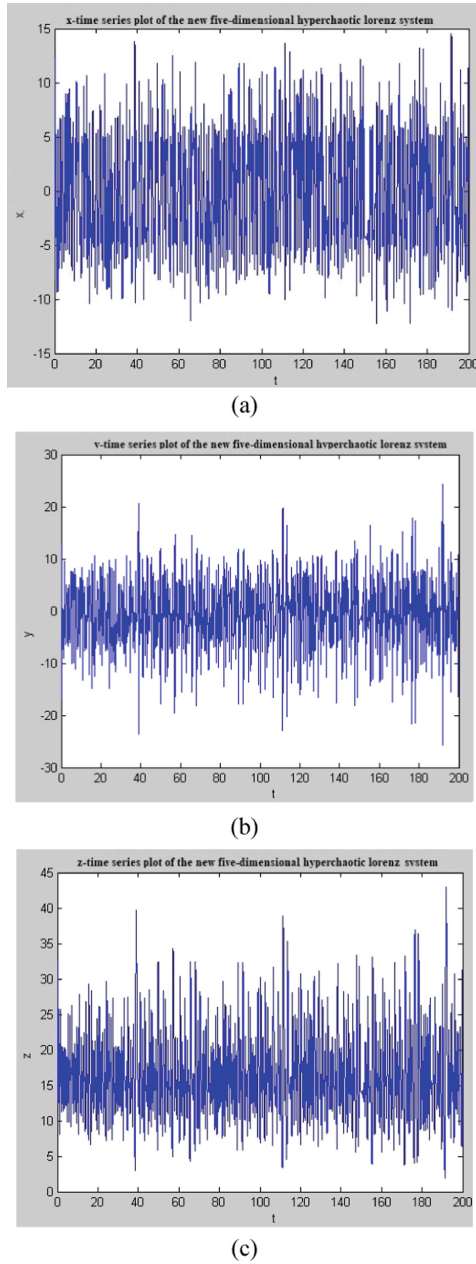 x-time series plot of the new five-dimensional hyperchaotic lorenz system
15
10
5
0
-5
-10
-15
x
0 20 40 60 80 100 120 140 160 180 200
t
(a)
y-time series plot of the new five-dimensional hyperchaotic lorenz system
30
20
10
0
-10
-20
-30
y
0 20 40 60 80 100 120 140 160 180 200
t
(b)
z-time series plot of the new five-dimensional hyperchaotic lorenz system
45
40
35
30
25
20
15
10
5
0
z
0 20 40 60 80 100 120 140 160 180 200
t
(c)